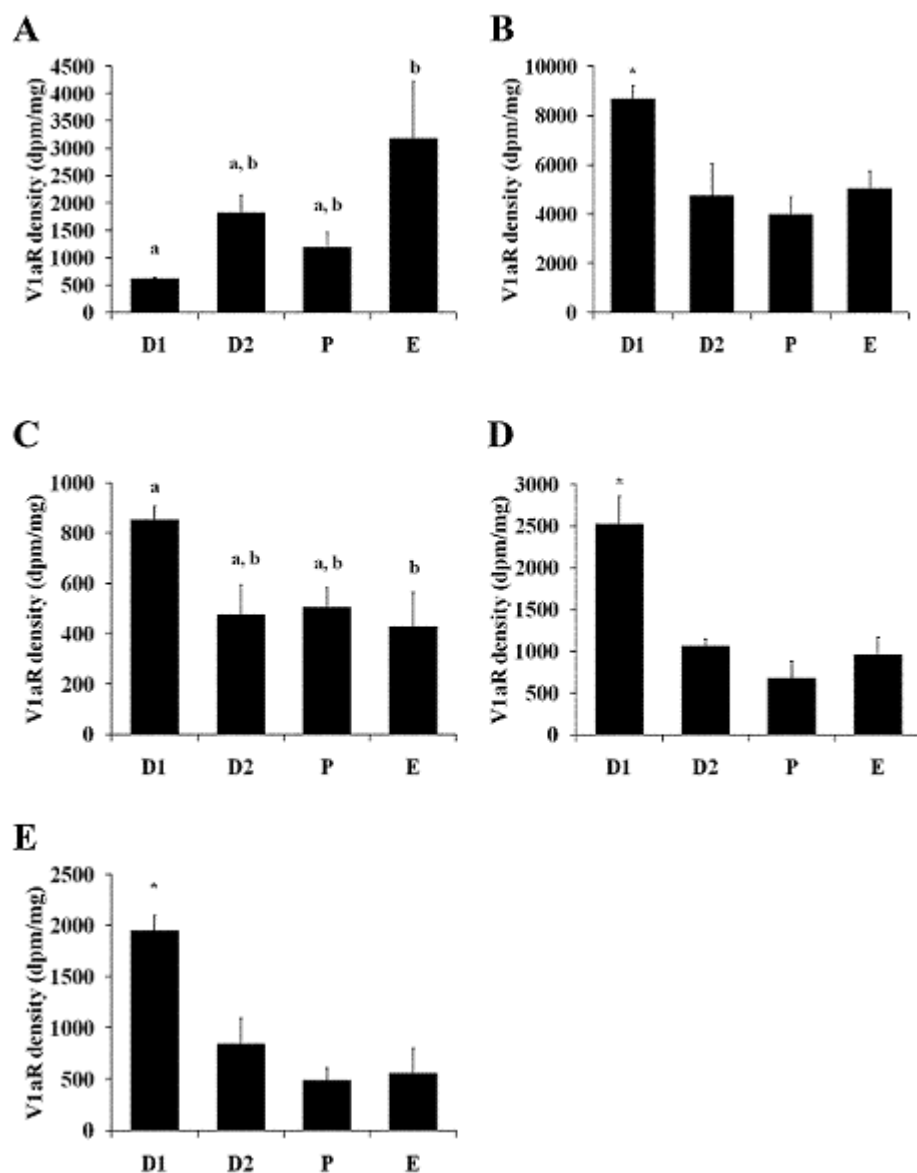 A
V1aR density (dpm/mg)
4500
4000
3500
3000
2500
2000
1500
1000
500
0
a
a, b
a, b
b
D1 D2 P E
B
V1aR density (dpm/mg)
10000
8000
6000
4000
2000
0
*
D1 D2 P E
C
V1aR density (dpm/mg)
1000
800
600
400
200
0
a
a, b
a, b
b
D1 D2 P E
D
V1aR density (dpm/mg)
3000
2500
2000
1500
1000
500
0
*
D1 D2 P E
E
V1aR density (dpm/mg)
2500
2000
1500
1000
500
0
*
D1 D2 P E